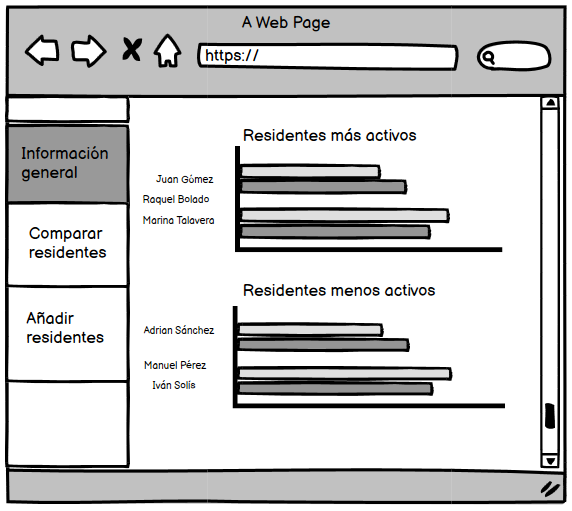 A Web Page
https://
Información
general
Comparar
residentes
Añadir
residentes
Residentes más activos
Juan Gómez
Raquel Bolado
Marina Talavera
Residentes menos activos
Adrian Sánchez
Manuel Pérez
Iván Solís